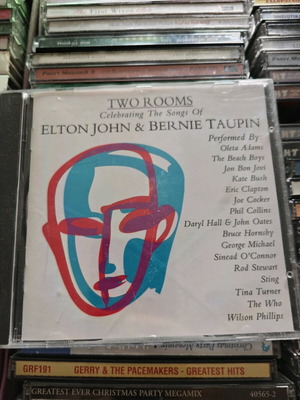 TWO ROOMS
Celebrating The Songs Of
ELTON JOHN & BERNIE TAUPIN
Performed By:
Oleta Adams
The Beach Boys
Jon Bon Jovi
Kate Bush
Eric Clapton
Joe Cocker
Phil Collins
Daryl Hall & John Oates
Bruce Hornsby
George Michael
Sinead O'Connor
Rod Stewart
Sting
Tina Turner
The Who
Wilson Phillips
GRF191 GERRY & THE PACEMAKERS - GREATEST HITS
GREATEST EVER CHRISTMAS PARTY MEGAMIX 40565-2